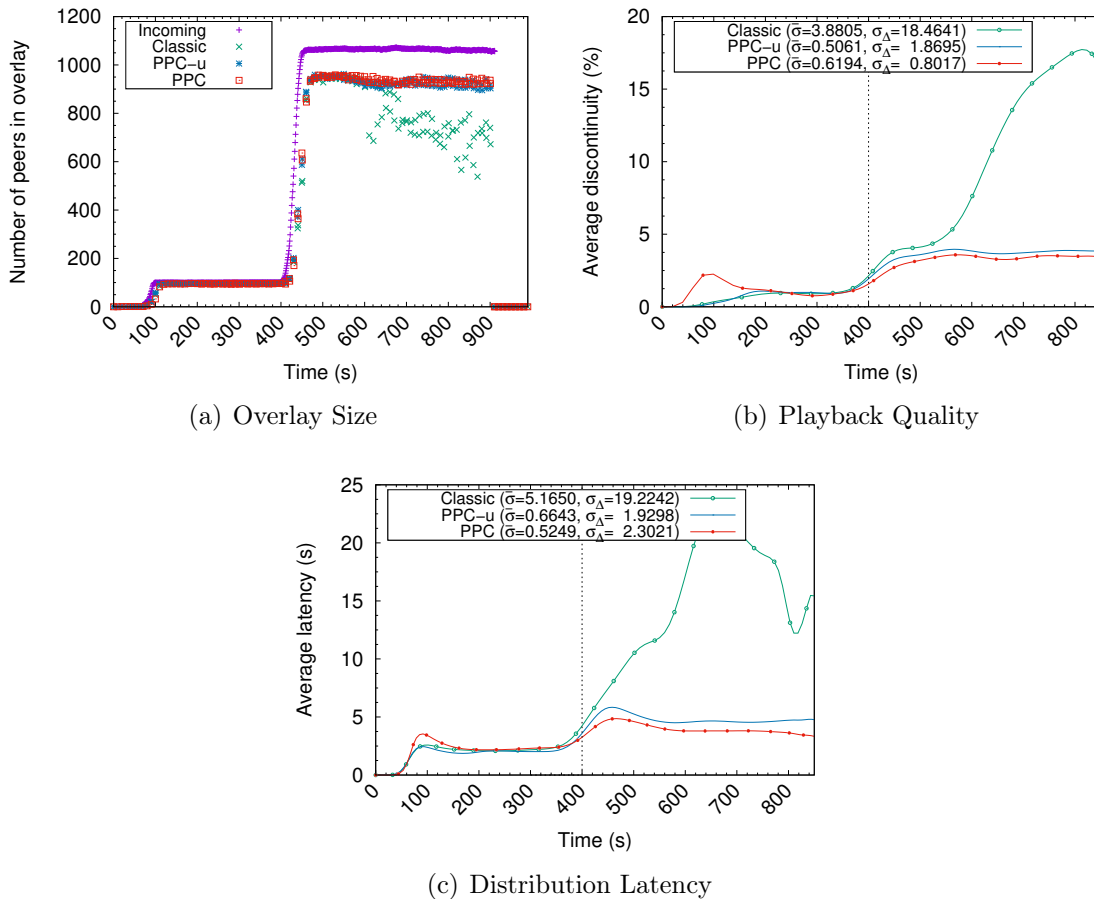 Number of peers in overlay
1200
1000
800
600
400
200
0
Incoming
Classic
PPC-u
PPC
0
100
200
300
400
500
600
700
800
900
Time (s)
(a) Overlay Size
Average discontinuity (%)
20
15
10
5
0
Classic (σ̄=3.8805, σΔ=18.4641)
PPC-u (σ̄=0.5061, σΔ= 1.8695)
PPC (σ̄=0.6194, σΔ= 0.8017)
0
100
200
300
400
500
600
700
800
Time (s)
(b) Playback Quality
Average latency (s)
25
20
15
10
5
0
Classic (σ̄=5.1650, σΔ=19.2242)
PPC-u (σ̄=0.6643, σΔ= 1.9298)
PPC (σ̄=0.5249, σΔ= 2.3021)
0
100
200
300
400
500
600
700
800
Time (s)
(c) Distribution Latency